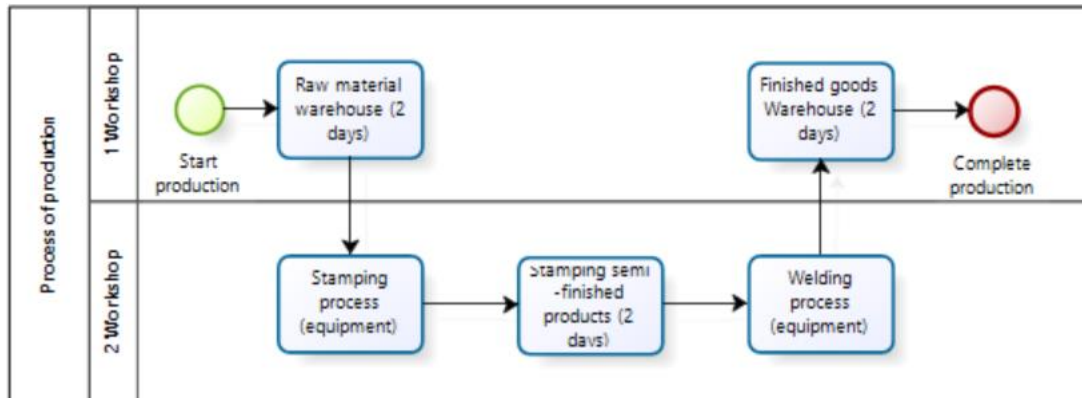 Process of production
1 Workshop
Start
production
Raw material
warehouse (2
days)
Finished goods
Warehouse (2
days)
Complete
production
2 Workshop
Stamping
process
(equipment)
Stamping semi
-finished
products (2
days)
Welding
process
(equipment)